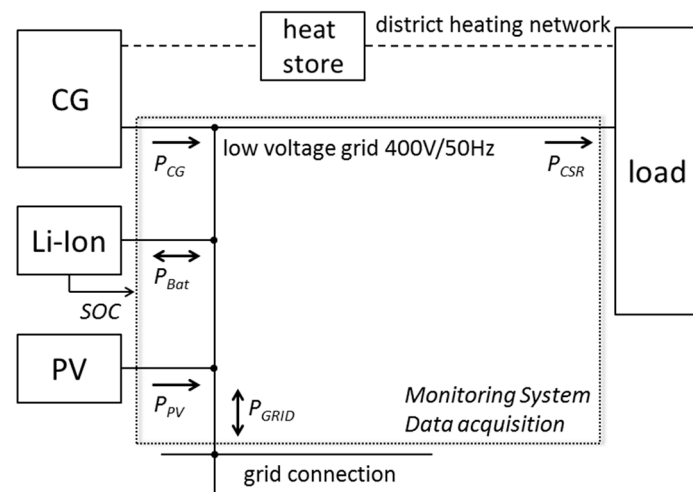 heat
store
district heating network
CG
low voltage grid 400V/50Hz
P_CG
P_CSR
load
Li-Ion
P_Bat
SOC
PV
P_PV
P_GRID
Monitoring System
Data acquisition
grid connection